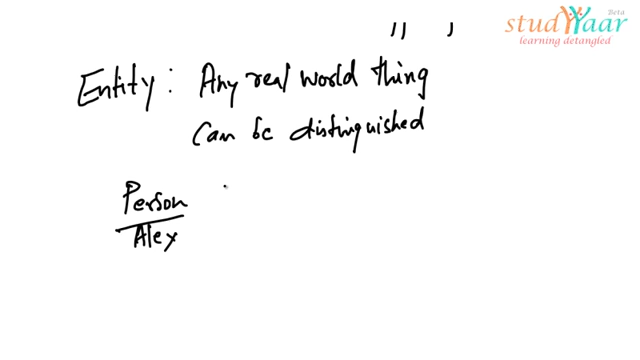 studYaar
Beta
learning detangled
Entity : Any real world thing
Can be distinguished
Person
Alex